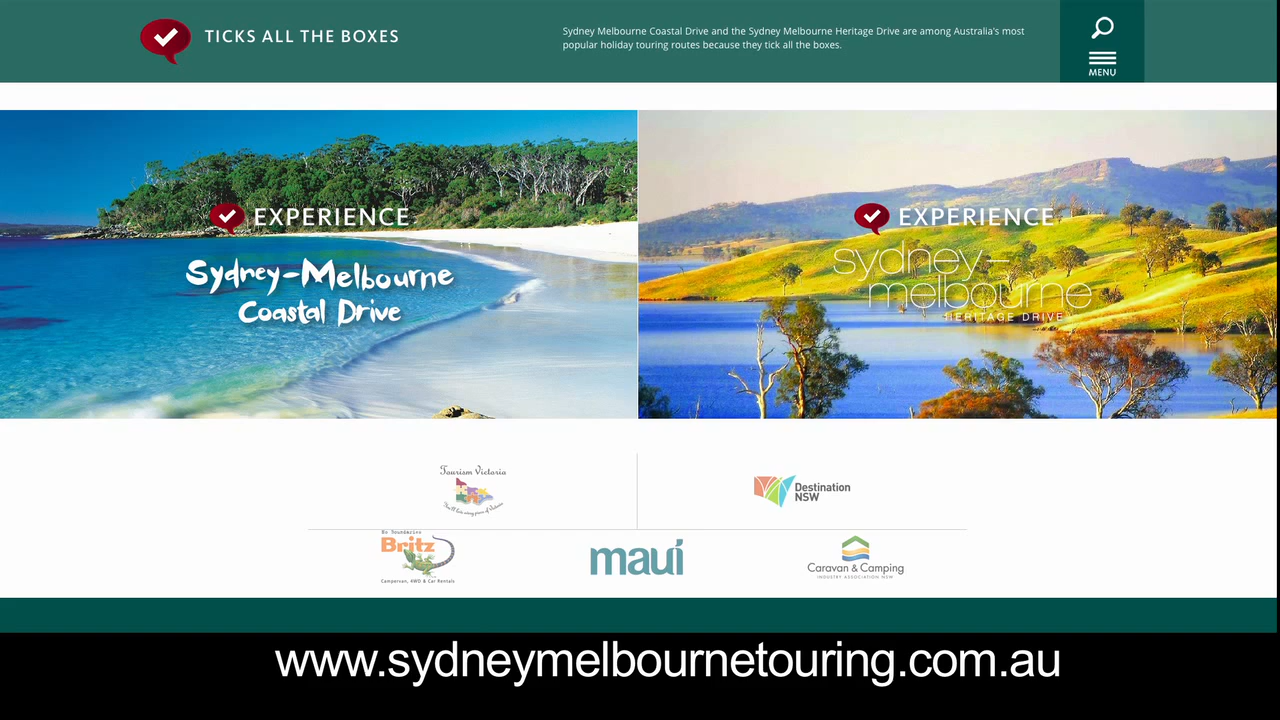 TICKS ALL THE BOXES
Sydney Melbourne Coastal Drive and the Sydney Melbourne Heritage Drive are among Australia's most
popular holiday touring routes because they tick all the boxes.
MENU
EXPERIENCE
Sydney-Melbourne
Coastal Drive
EXPERIENCE
sydney-
melbourne
HERITAGE DRIVE
Tourism Victoria
Destination
NSW
No Boundaries
Britz
Campervan, 4WD & Car Rentals
maui
Caravan & Camping
INDUSTRY ASSOCIATION NSW
www.sydneymelbournetouring.com.au